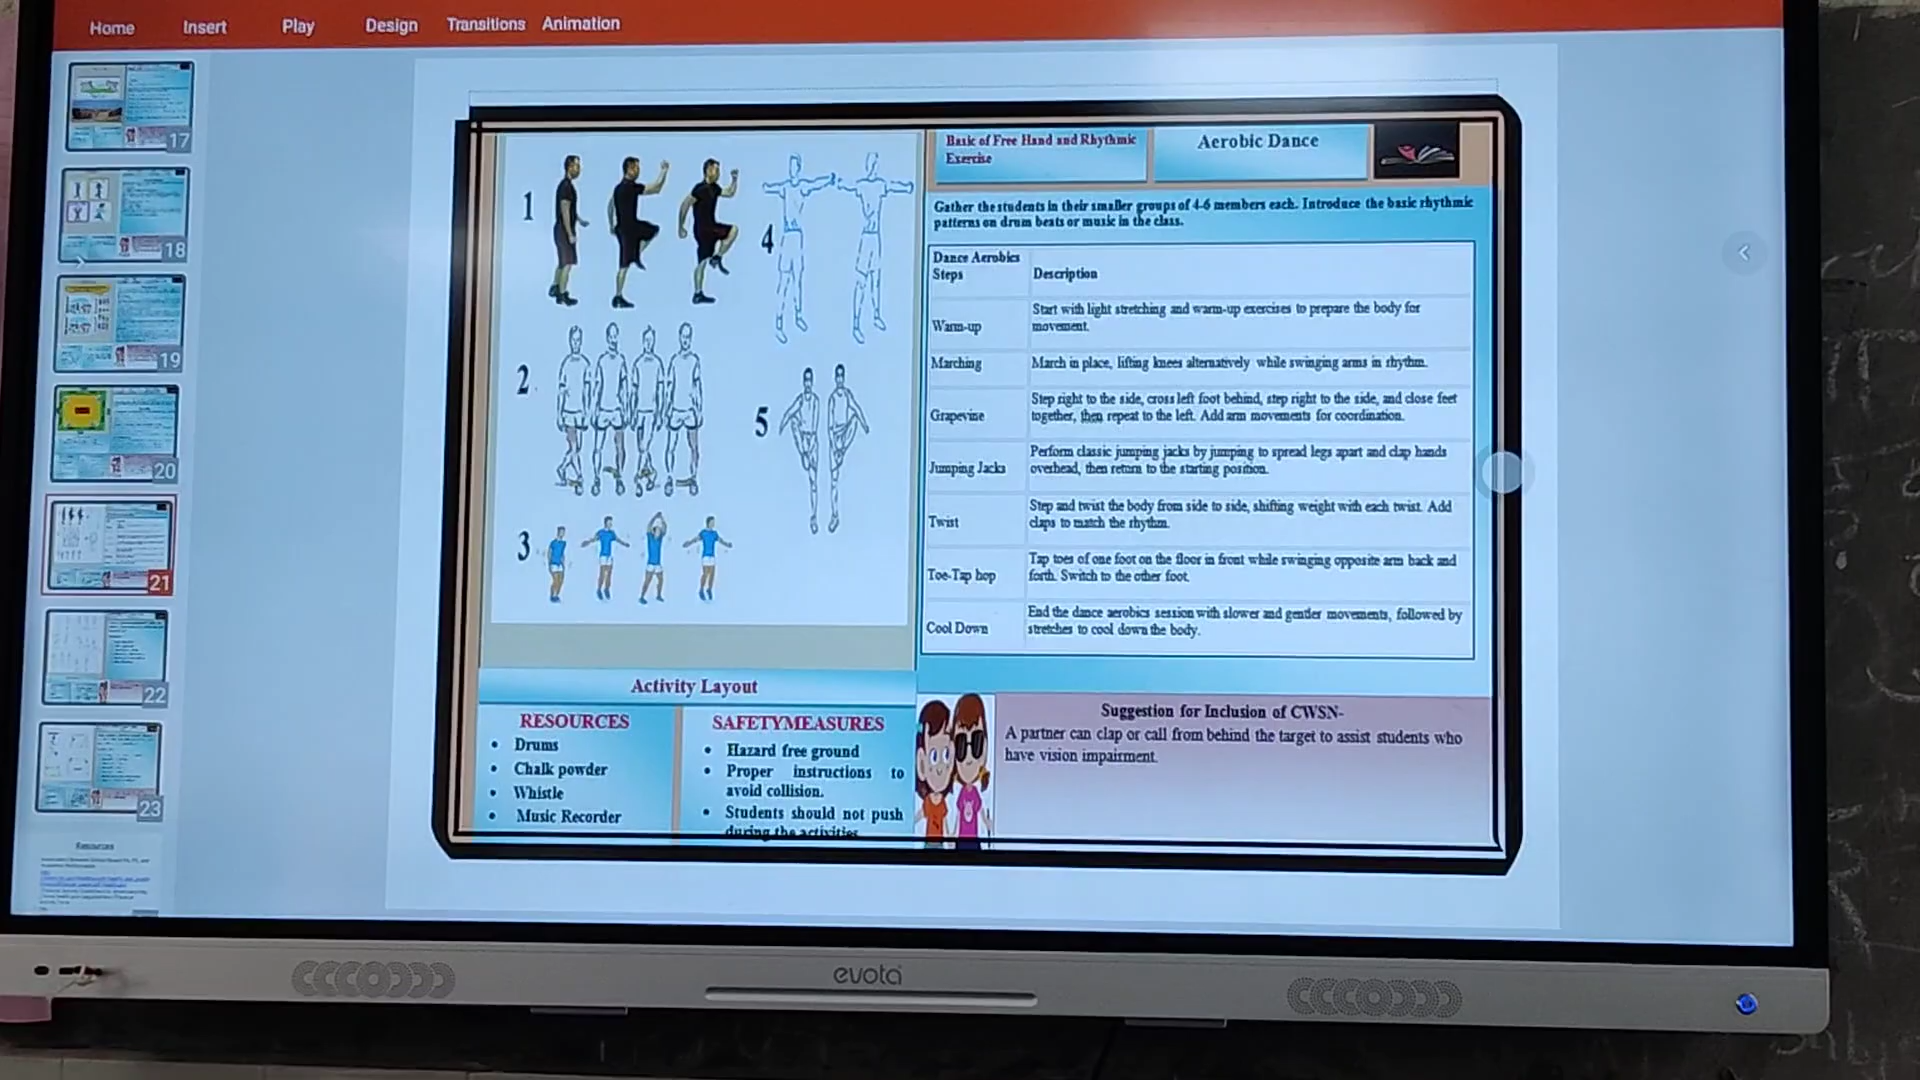 Home Insert Play Design Transitions Animation
17
18
19
20
21
22
23
Resources
1
2
3
4
5
Basic of Free Hand and Rhythmic
Exercise
Aerobic Dance
Gather the students in their smaller groups of 4-6 members each. Introduce the basic rhythmic
patterns on drum beats or music in the class.
Dance Aerobics
Steps
Description
Warm-up
Start with light stretching and warm-up exercises to prepare the body for
movement.
Marching
March in place, lifting knees alternatively while swinging arms in rhythm.
Grapevine
Step right to the side, cross left foot behind, step right to the side, and close feet
together, then repeat to the left. Add arm movements for coordination.
Jumping Jacks
Perform classic jumping jacks by jumping to spread legs apart and clap hands
overhead, then return to the starting position.
Twist
Step and twist the body from side to side, shifting weight with each twist. Add
claps to match the rhythm.
Toe-Tap hop
Tap toes of one foot on the floor in front while swinging opposite arm back and
forth. Switch to the other foot.
Cool Down
End the dance aerobics session with slower and gentler movements, followed by
stretches to cool down the body.
Activity Layout
RESOURCES
• Drums
• Chalk powder
• Whistle
• Music Recorder
SAFETYMEASURES
• Hazard free ground
• Proper instructions to
avoid collision.
• Students should not push
during the activities
Suggestion for Inclusion of CWSN-
A partner can clap or call from behind the target to assist students who
have vision impairment.
evota